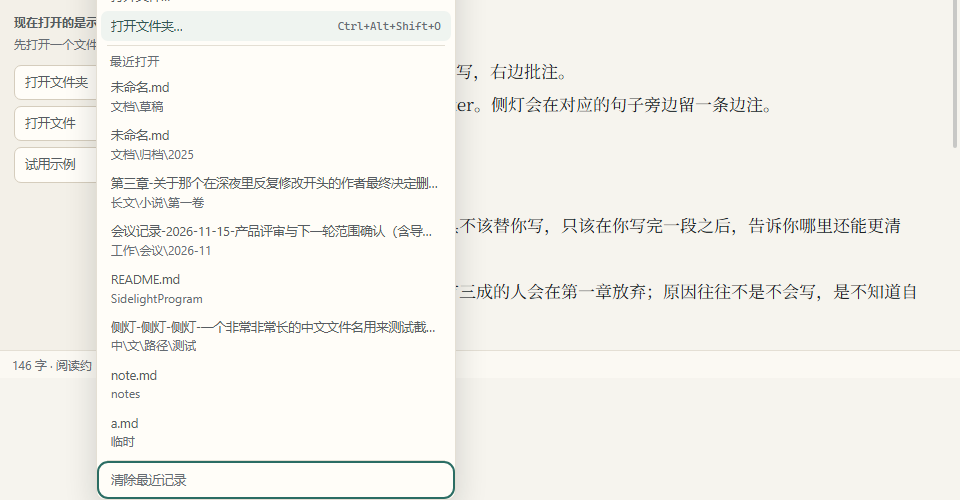 现在打开的是示
先打开一个文件
打开文件夹
打开文件
试用示例
146 字 · 阅读约
打开文件夹... Ctrl+Alt+Shift+O
最近打开
未命名.md
文档\草稿
未命名.md
文档\归档\2025
第三章-关于那个在深夜里反复修改开头的作者最终决定删...
长文\小说\第一卷
会议记录-2026-11-15-产品评审与下一轮范围确认（含导...
工作\会议\2026-11
README.md
SidelightProgram
侧灯-侧灯-侧灯-一个非常非常长的中文文件名用来测试截...
中\文\路径\测试
note.md
notes
a.md
临时
清除最近记录
写，右边批注。
er。侧灯会在对应的句子旁边留一条边注。
不该替你写，只该在你写完一段之后，告诉你哪里还能更清
三成的人会在第一章放弃；原因往往不是不会写，是不知道自